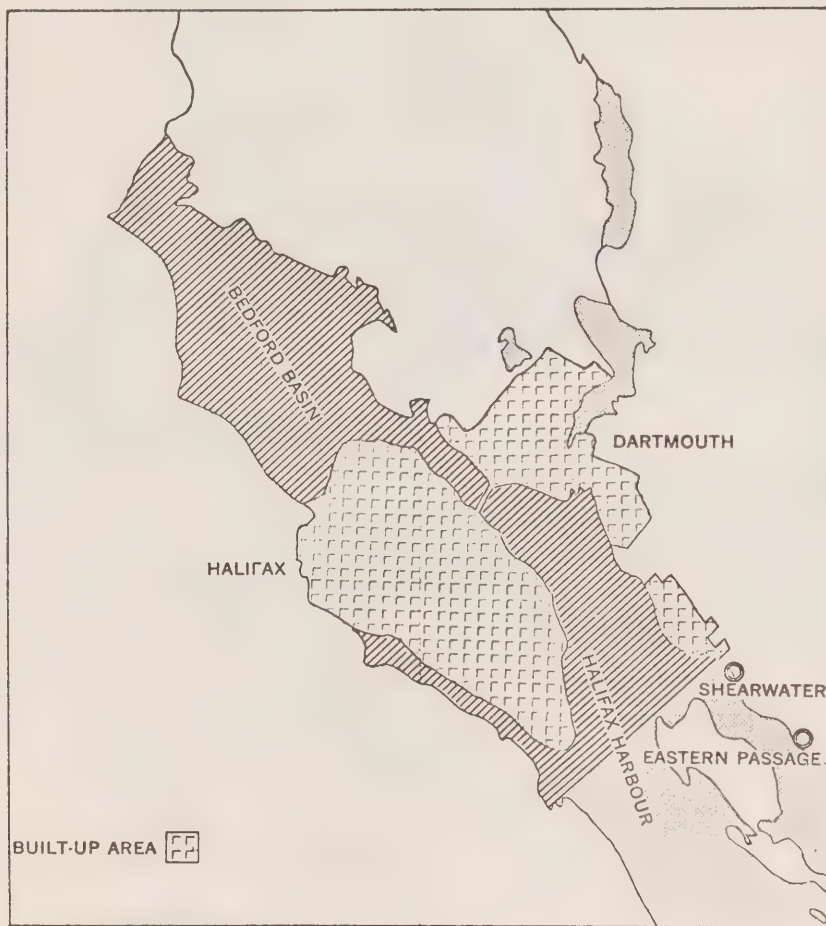 BEDFORD BASIN
DARTMOUTH
HALIFAX
SHEARWATER
HALIFAX HARBOUR
EASTERN PASSAGE.
BUILT-UP AREA